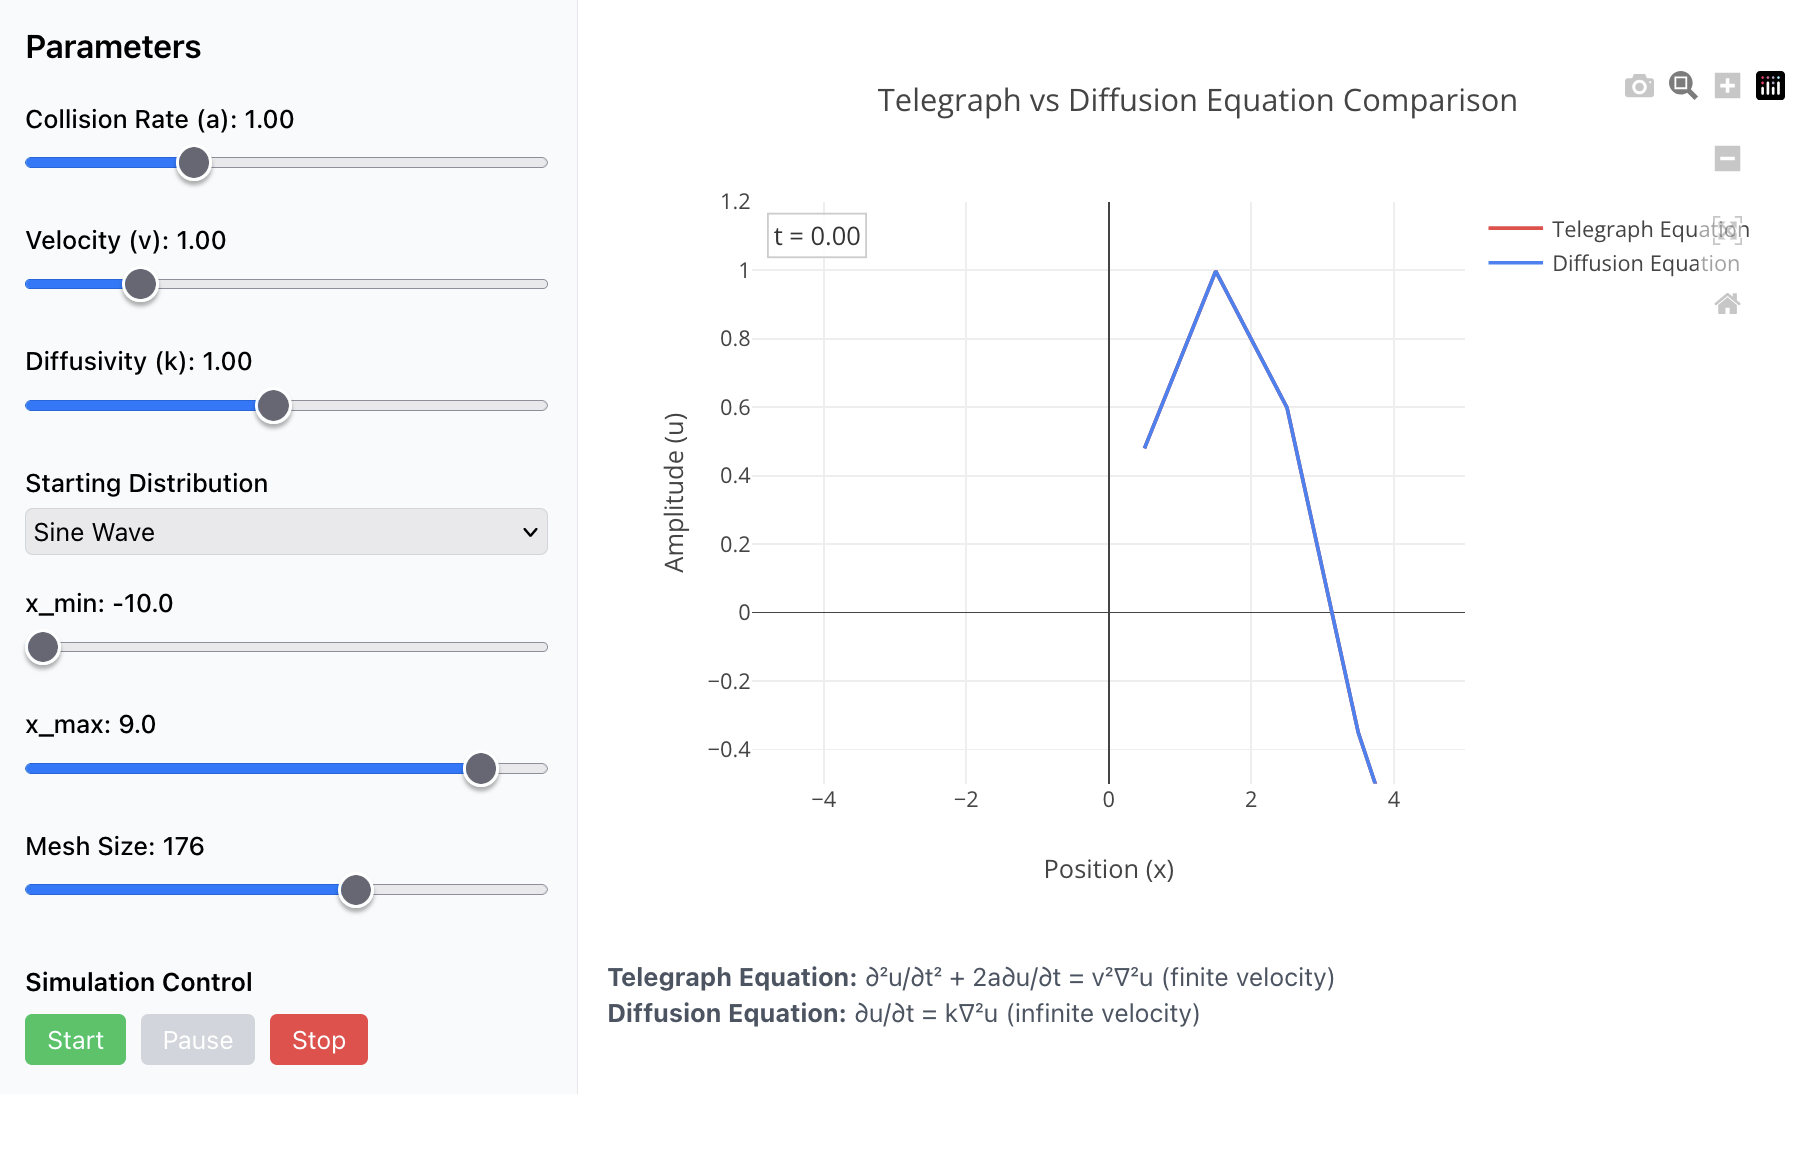 Parameters
Collision Rate (a): 1.00
Velocity (v): 1.00
Diffusivity (k): 1.00
Starting Distribution
Sine Wave
x_min: -10.0
x_max: 9.0
Mesh Size: 176
Simulation Control
Start
Pause
Stop
Telegraph vs Diffusion Equation Comparison
t = 0.00
1.2
1
0.8
0.6
0.4
0.2
0
−0.2
−0.4
Amplitude (u)
−4
−2
0
2
4
Position (x)
Telegraph Equation
Diffusion Equation
Telegraph Equation: ∂²u/∂t² + 2a∂u/∂t = v²∇²u (finite velocity)
Diffusion Equation: ∂u/∂t = k∇²u (infinite velocity)